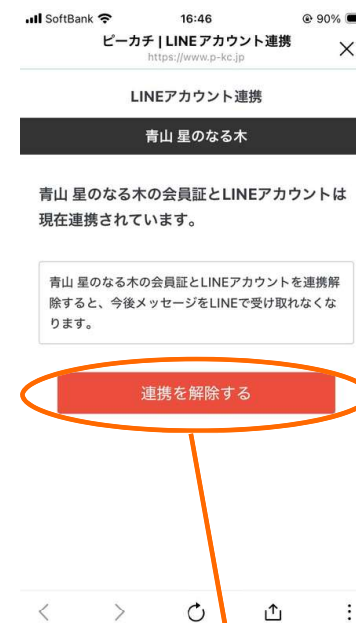 SoftBank 16:46 90%
ピーカチ | LINEアカウント連携
https://www.p-kc.jp
LINEアカウント連携
青山 星のなる木
青山 星のなる木の会員証とLINEアカウントは
現在連携されています。
青山 星のなる木の会員証とLINEアカウントを連携解
除すると、今後メッセージをLINEで受け取れなくな
ります。
連携を解除する